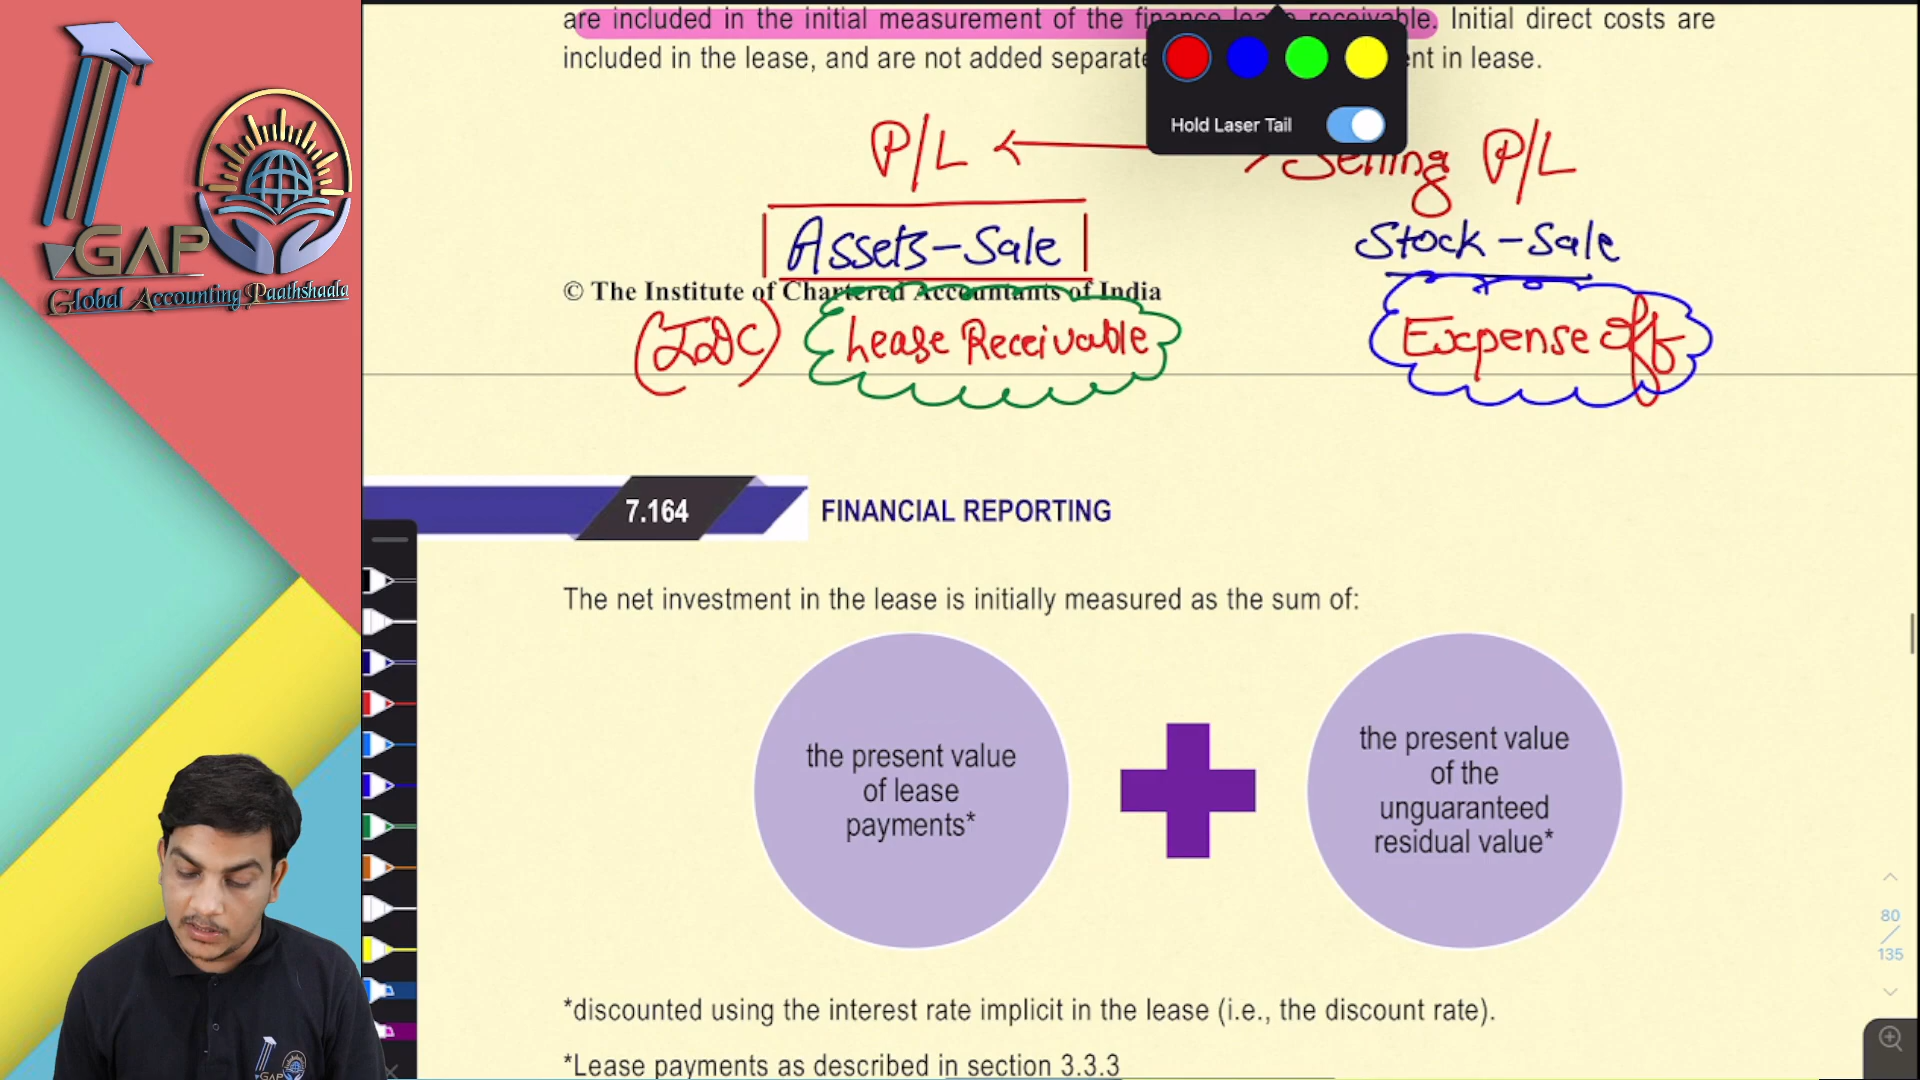 are included in the initial measurement of the finance lease receivable. Initial direct costs are
included in the lease, and are not added separate
nt in lease.
Hold Laser Tail
P/L
Selling P/L
Assets-Sale
Stock-Sale
© The Institute of Chartered Accountants of India
(IDC)
Lease Receivable
Expense off
GAP
Global Accounting Paathshaala
7.164
FINANCIAL REPORTING
The net investment in the lease is initially measured as the sum of:
the present value
of lease
payments*
the present value
of the
unguaranteed
residual value*
80
/
135
*discounted using the interest rate implicit in the lease (i.e., the discount rate).
*Lease payments as described in section 3.3.3
GAP